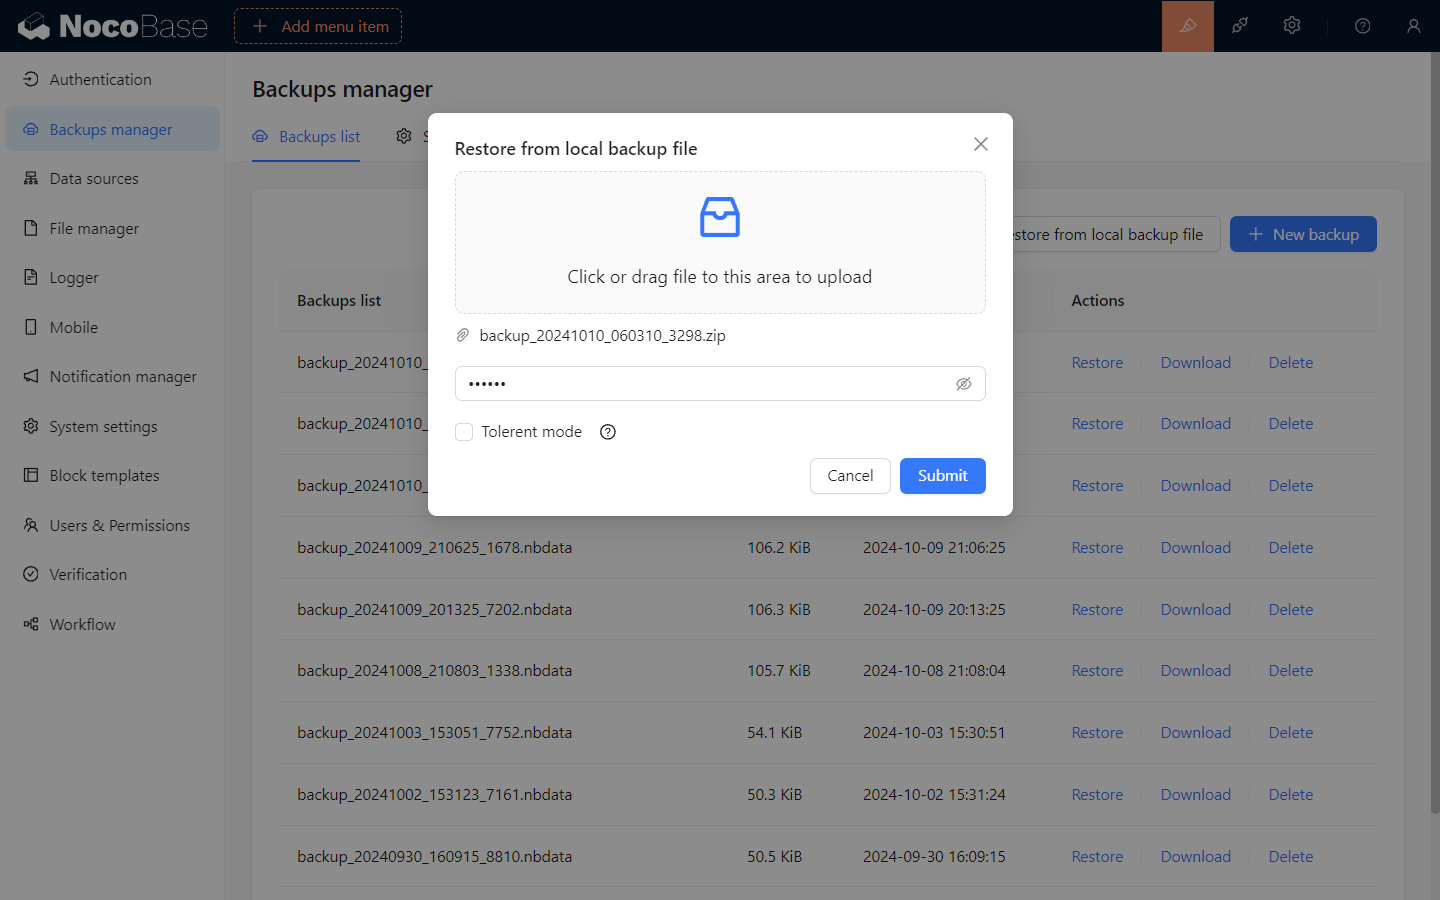 NocoBase
Add menu item
Authentication
Backups manager
Data sources
File manager
Logger
Mobile
Notification manager
System settings
Block templates
Users & Permissions
Verification
Workflow
Backups manager
Backups list
Restore from local backup file
Click or drag file to this area to upload
backup_20241010_060310_3298.zip
••••••
Tolerent mode
Cancel
Submit
estore from local backup file
New backup
Backups list
Actions
backup_20241010_
Restore
Download
Delete
backup_20241010_
Restore
Download
Delete
backup_20241010_
Restore
Download
Delete
backup_20241009_210625_1678.nbdata
106.2 KiB
2024-10-09 21:06:25
Restore
Download
Delete
backup_20241009_201325_7202.nbdata
106.3 KiB
2024-10-09 20:13:25
Restore
Download
Delete
backup_20241008_210803_1338.nbdata
105.7 KiB
2024-10-08 21:08:04
Restore
Download
Delete
backup_20241003_153051_7752.nbdata
54.1 KiB
2024-10-03 15:30:51
Restore
Download
Delete
backup_20241002_153123_7161.nbdata
50.3 KiB
2024-10-02 15:31:24
Restore
Download
Delete
backup_20240930_160915_8810.nbdata
50.5 KiB
2024-09-30 16:09:15
Restore
Download
Delete